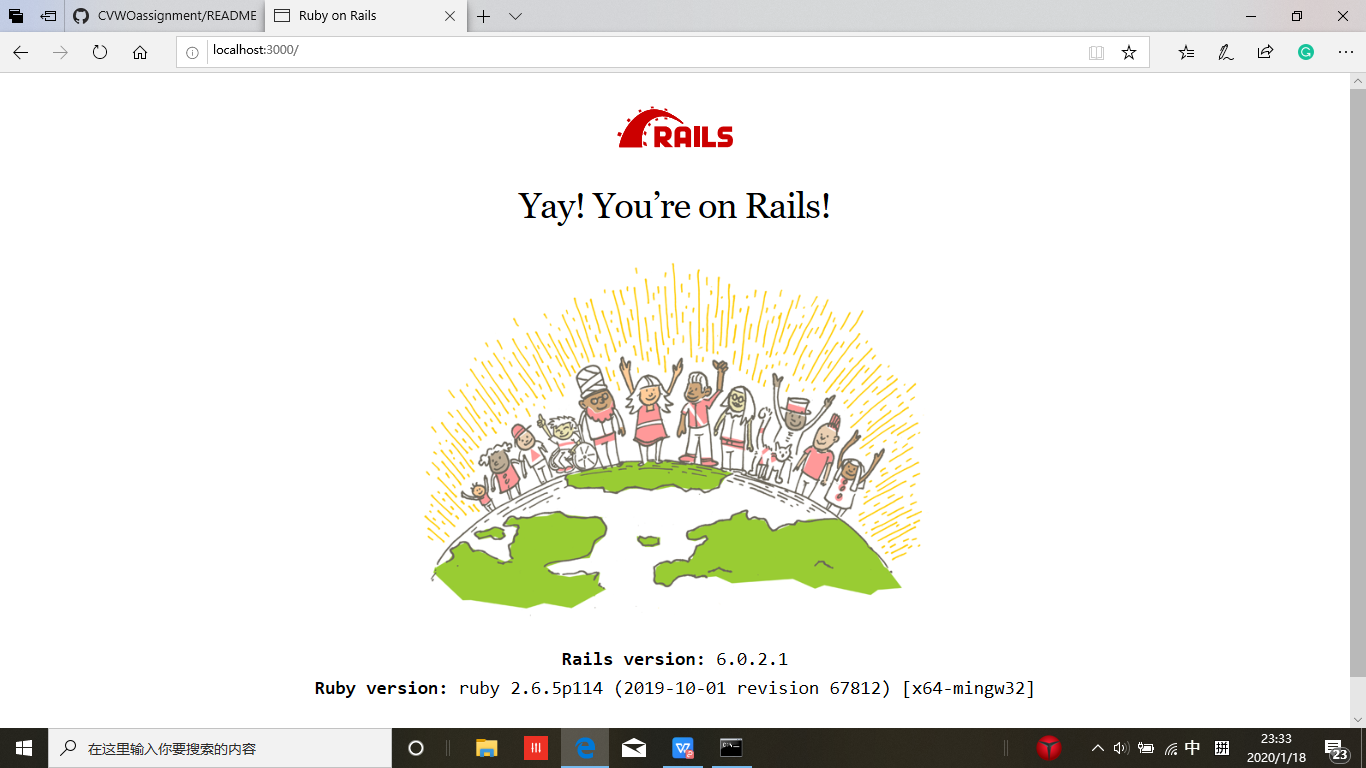 CVWOassignment/README
Ruby on Rails
localhost:3000/
RAILS
Yay! You’re on Rails!
Rails version: 6.0.2.1
Ruby version: ruby 2.6.5p114 (2019-10-01 revision 67812) [x64-mingw32]
在这里输入你要搜索的内容
中
拼
23:33
2020/1/18
23